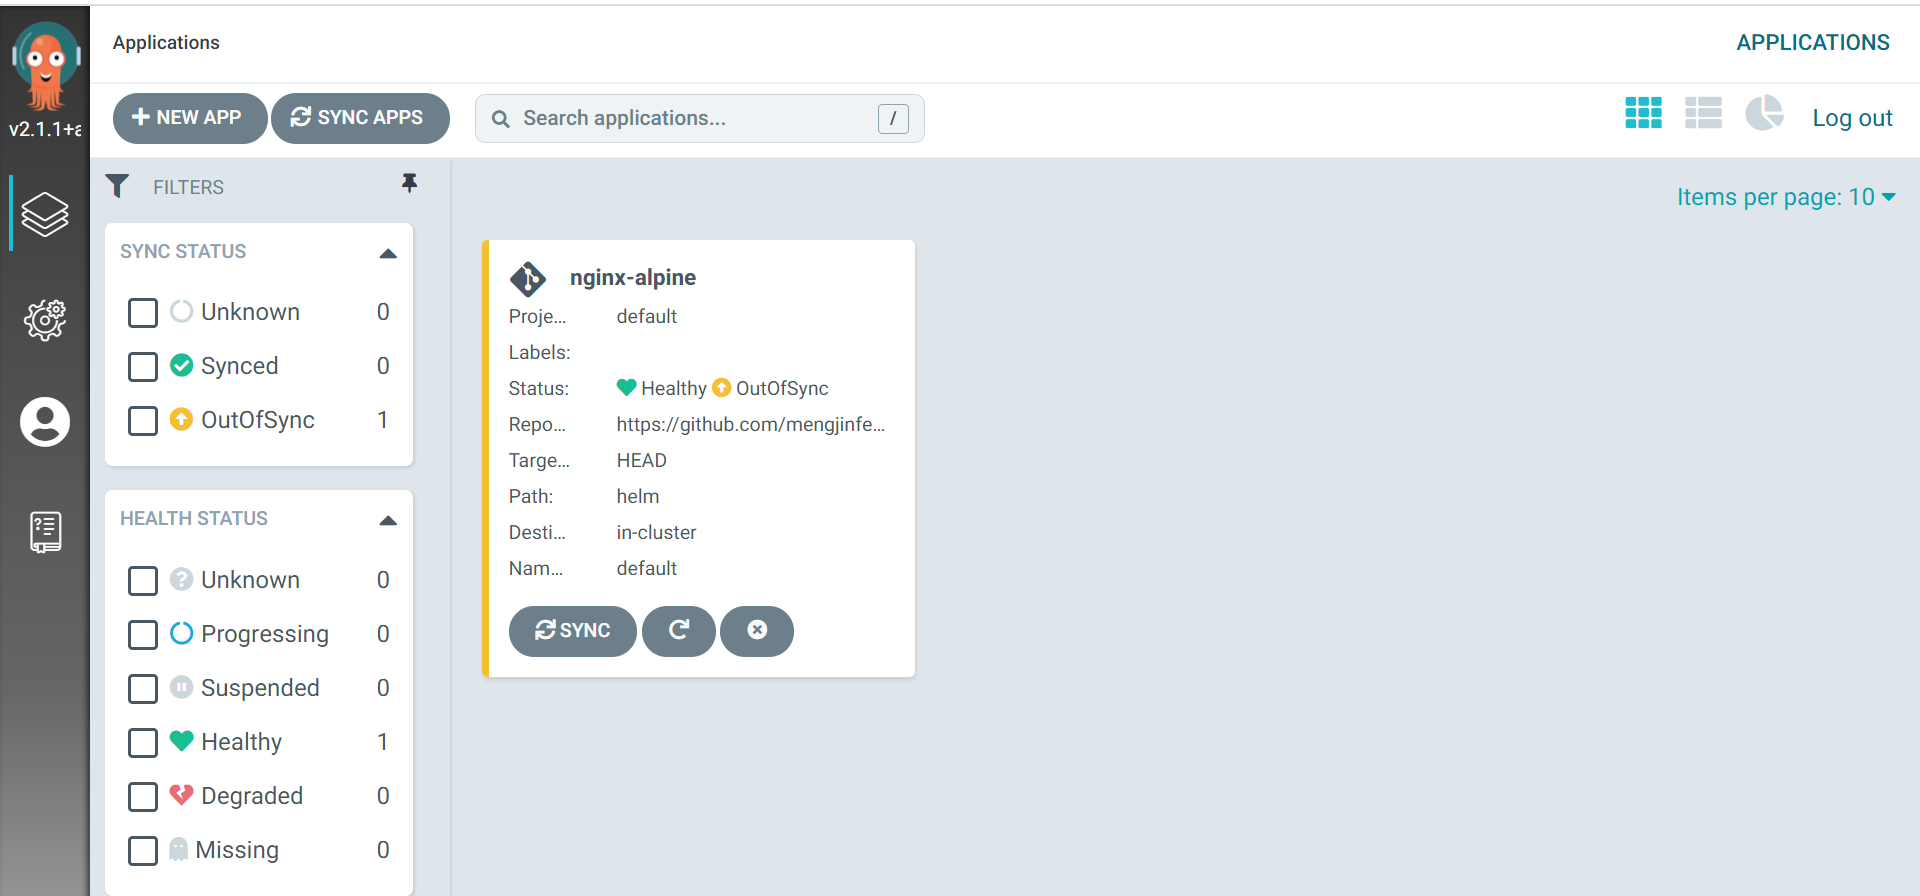 Applications
APPLICATIONS
v2.1.1+a
NEW APP
SYNC APPS
Search applications...
/
Log out
FILTERS
Items per page: 10
SYNC STATUS
Unknown 0
Synced 0
OutOfSync 1
HEALTH STATUS
Unknown 0
Progressing 0
Suspended 0
Healthy 1
Degraded 0
Missing 0
nginx-alpine
Proje... default
Labels:
Status: Healthy OutOfSync
Repo... https://github.com/mengjinfe...
Targe... HEAD
Path: helm
Desti... in-cluster
Nam... default
SYNC